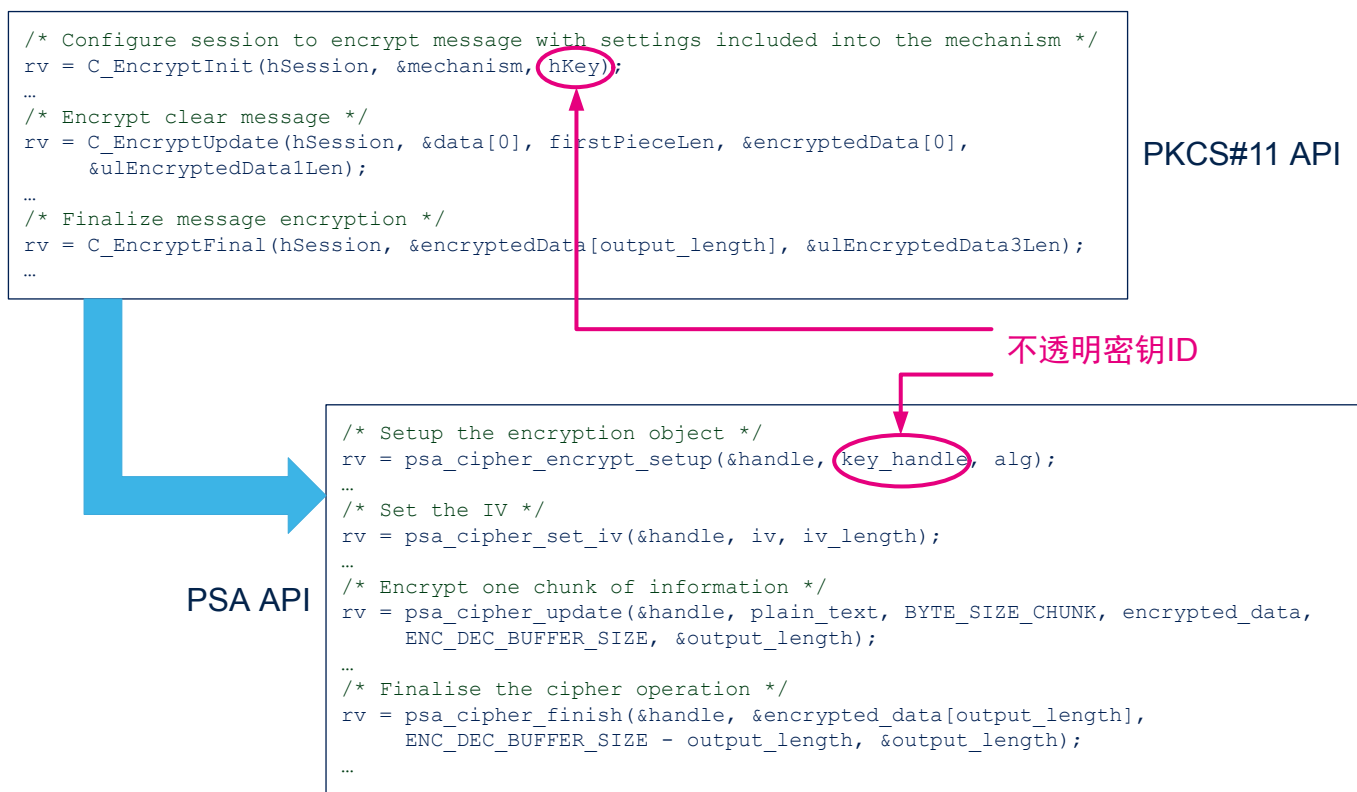 /* Configure session to encrypt message with settings included into the mechanism */
rv = C_EncryptInit(hSession, &mechanism, hKey);
…
/* Encrypt clear message */
rv = C_EncryptUpdate(hSession, &data[0], firstPieceLen, &encryptedData[0],
&ulEncryptedData1Len);
…
/* Finalize message encryption */
rv = C_EncryptFinal(hSession, &encryptedData[output_length], &ulEncryptedData3Len);
…
PKCS#11 API
不透明密钥ID
/* Setup the encryption object */
rv = psa_cipher_encrypt_setup(&handle, key_handle, alg);
…
/* Set the IV */
rv = psa_cipher_set_iv(&handle, iv, iv_length);
…
/* Encrypt one chunk of information */
rv = psa_cipher_update(&handle, plain_text, BYTE_SIZE_CHUNK, encrypted_data,
ENC_DEC_BUFFER_SIZE, &output_length);
…
/* Finalise the cipher operation */
rv = psa_cipher_finish(&handle, &encrypted_data[output_length],
ENC_DEC_BUFFER_SIZE - output_length, &output_length);
…
PSA API